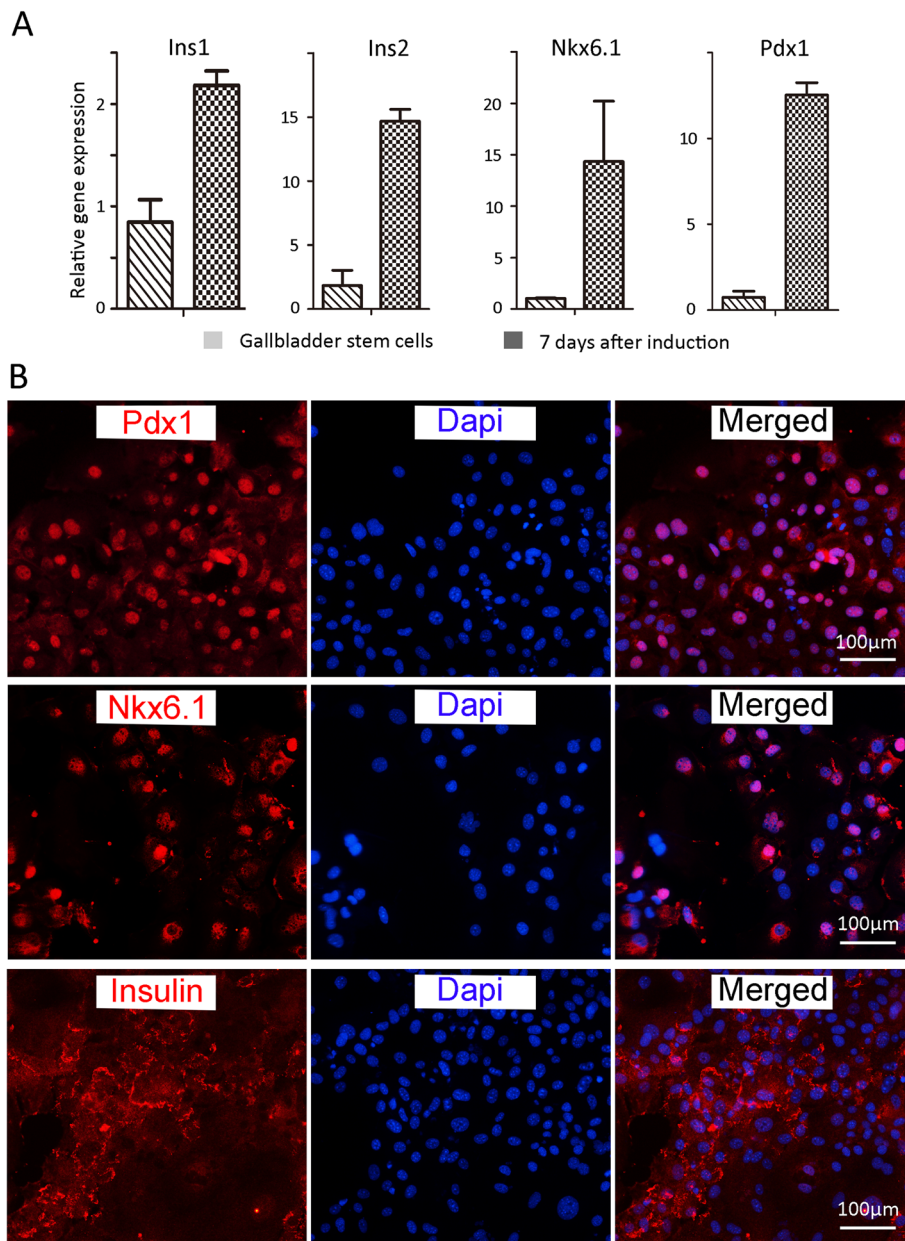 A
Ins1
Ins2
Nkx6.1
Pdx1
Relative gene expression
2
1
0
15
10
5
0
20
15
10
5
0
10
5
0
Gallbladder stem cells
7 days after induction
B
Pdx1
Dapi
Merged
100μm
Nkx6.1
Dapi
Merged
100μm
Insulin
Dapi
Merged
100μm